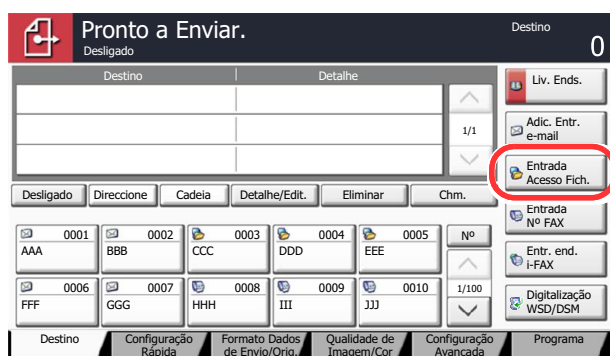 Pronto a Enviar.
Desligado
Destino
0
Destino | Detalhe
1/1
Liv. Ends.
Adic. Entr.
e-mail
Entrada
Acesso Fich.
Entrada
Nº FAX
Entr. end.
i-FAX
Digitalização
WSD/DSM
Desligado Direccione Cadeia Detalhe/Edit. Eliminar Chm.
0001 0002 0003 0004 0005 Nº
AAA BBB CCC DDD EEE
0006 0007 0008 0009 0010 1/100
FFF GGG HHH III JJJ
Destino
Configuração
Rápida
Formato Dados
de Envio/Orig.
Qualidade de
Imagem/Cor
Configuração
Avançada
Programa